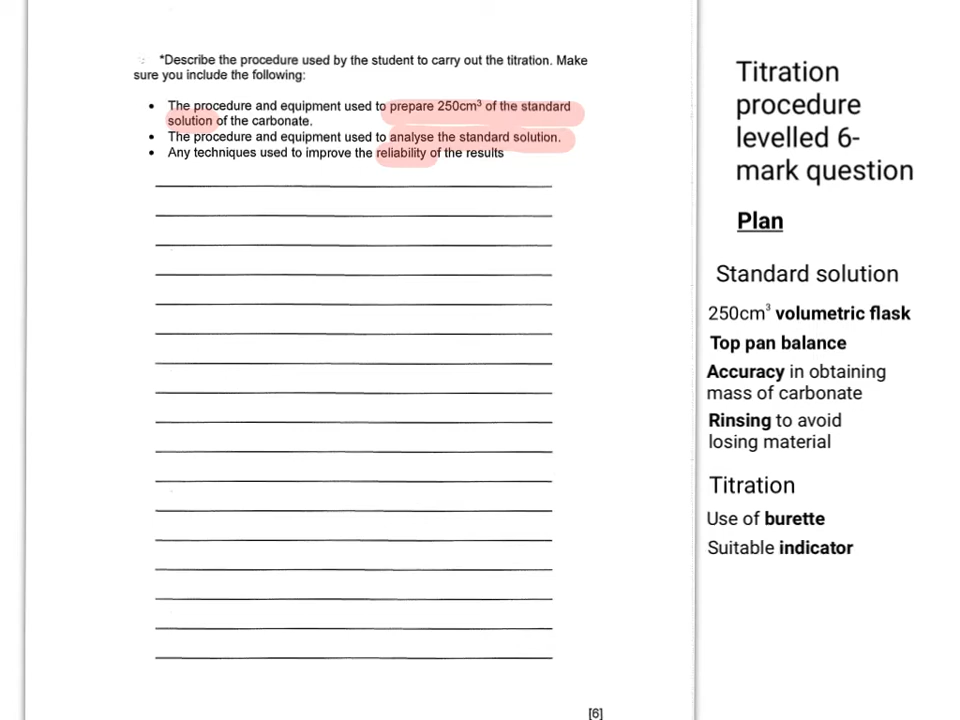 *Describe the procedure used by the student to carry out the titration. Make
sure you include the following:
• The procedure and equipment used to prepare 250cm³ of the standard
solution of the carbonate.
• The procedure and equipment used to analyse the standard solution.
• Any techniques used to improve the reliability of the results
[6]
Titration
procedure
levelled 6-
mark question
Plan
Standard solution
250cm³ volumetric flask
Top pan balance
Accuracy in obtaining
mass of carbonate
Rinsing to avoid
losing material
Titration
Use of burette
Suitable indicator